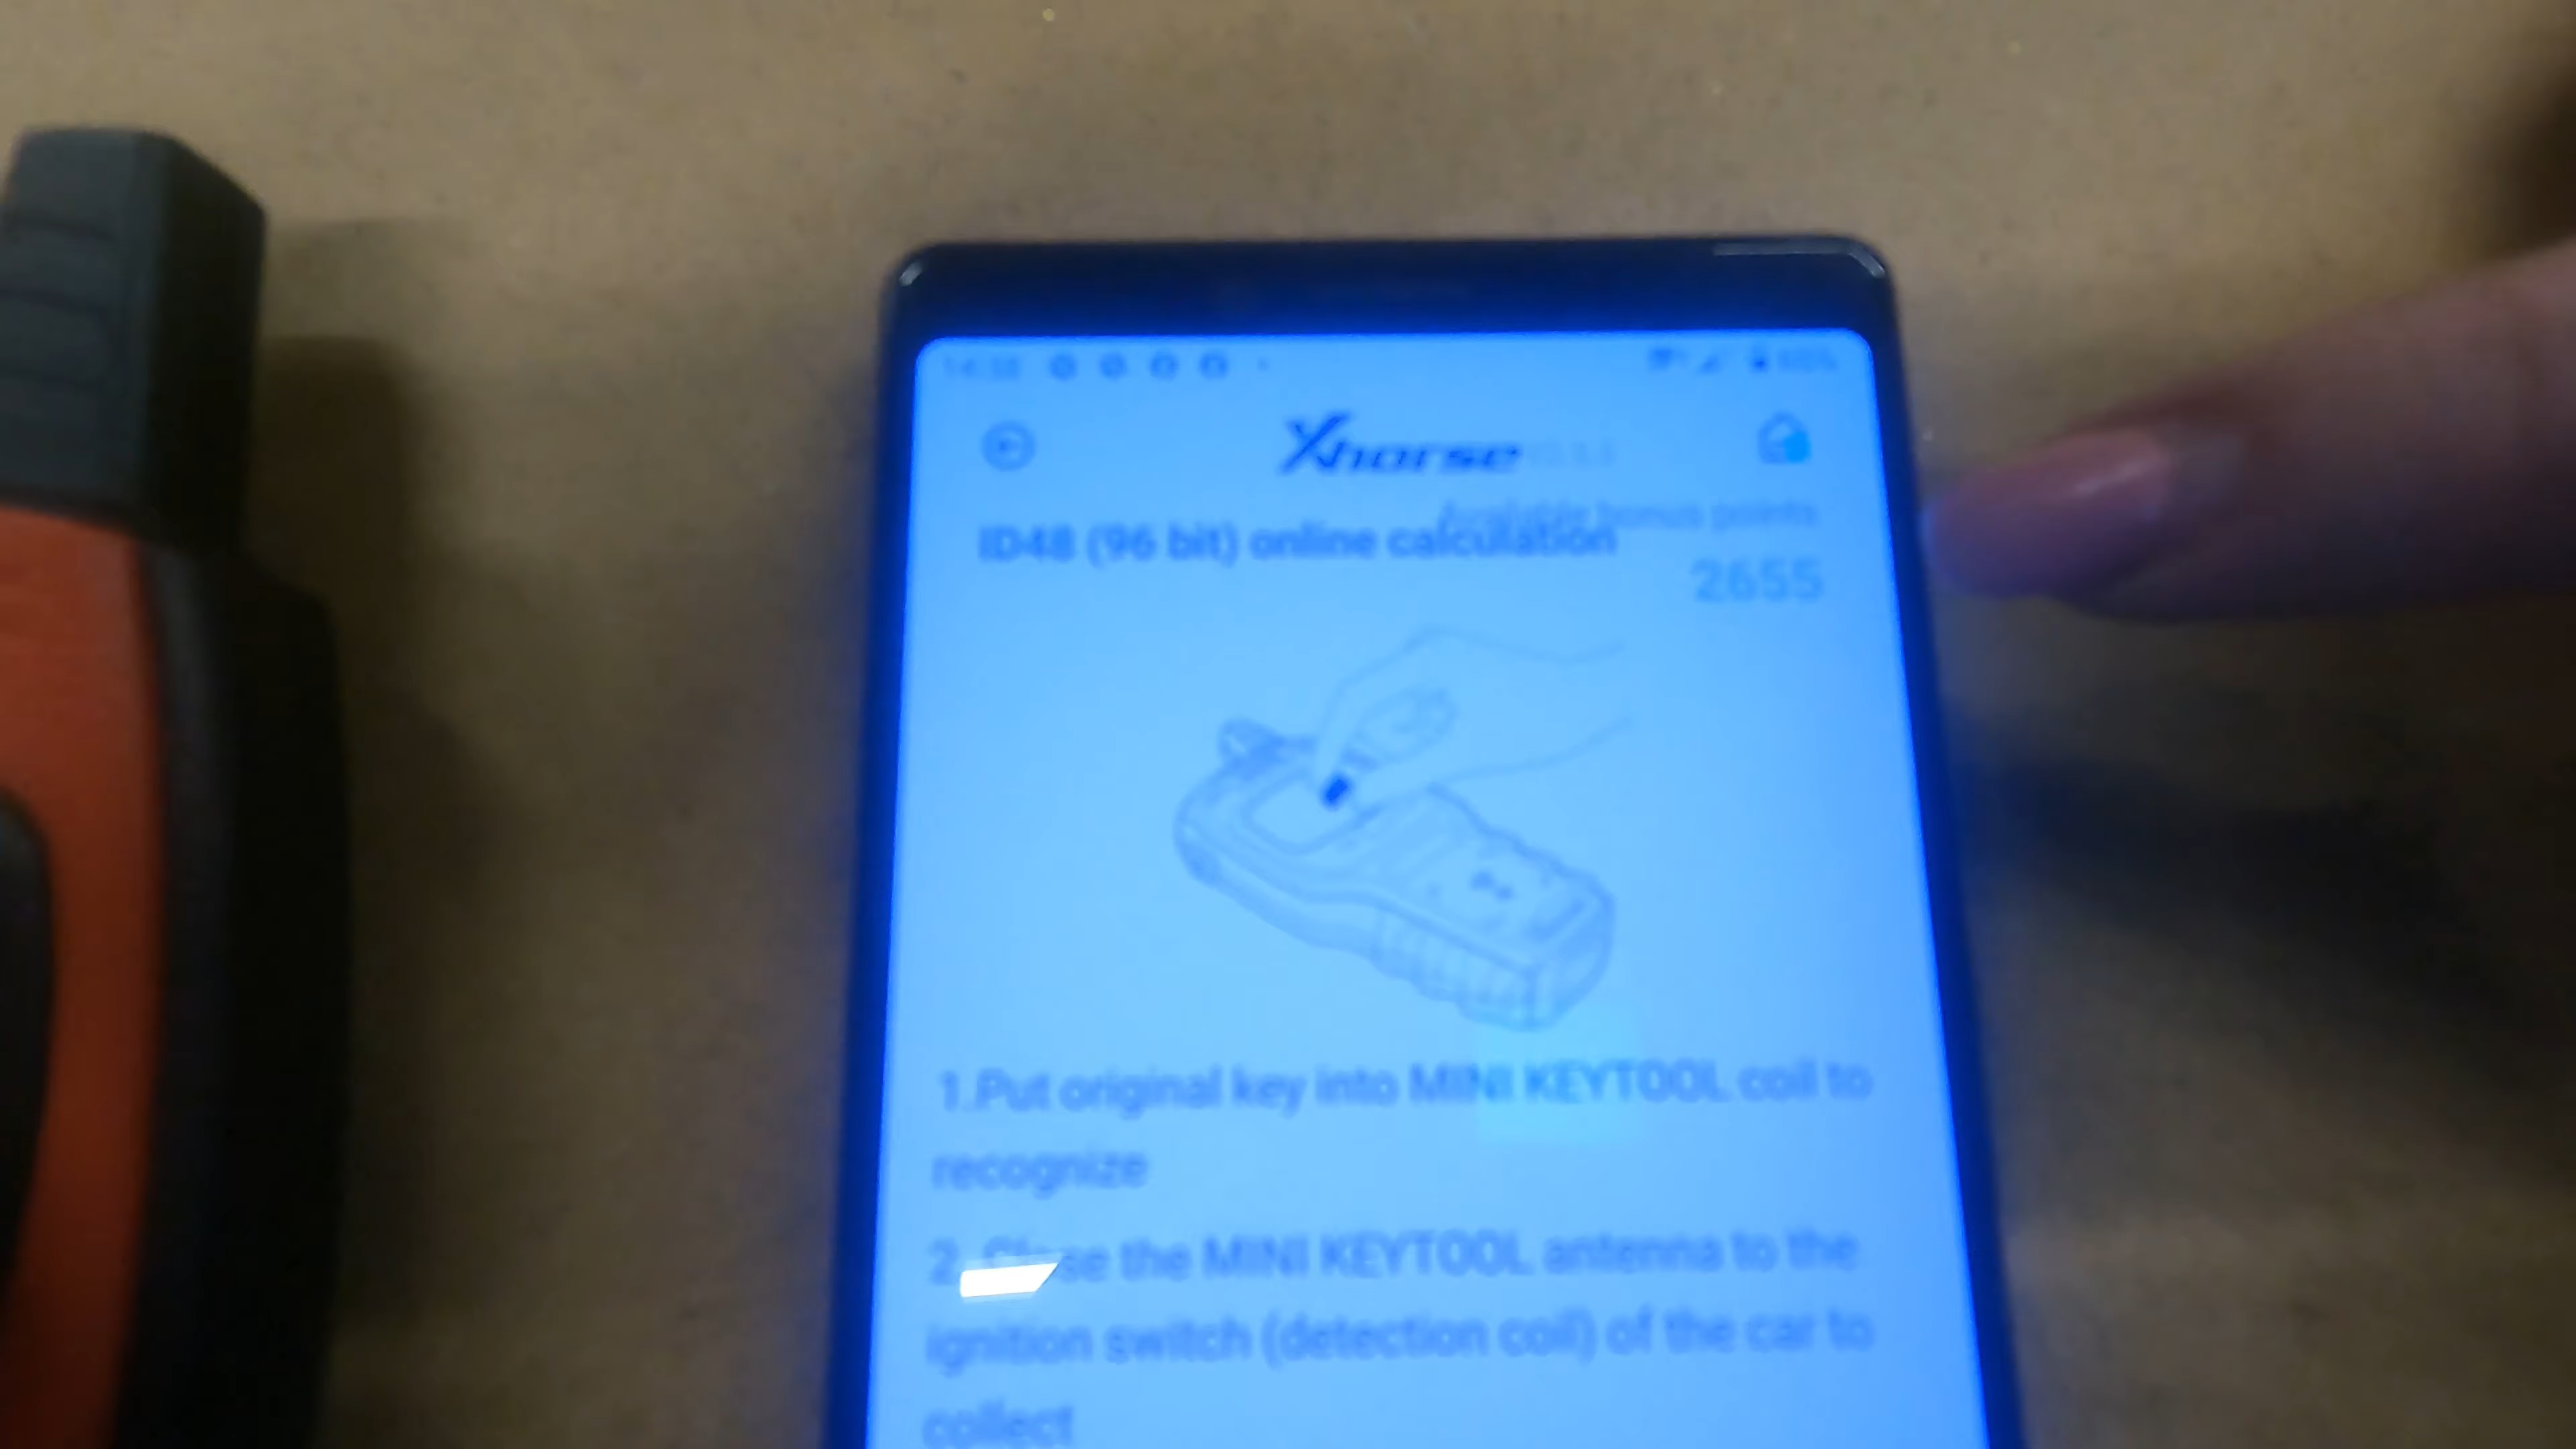 Xhorse
Available bonus points
ID48 (96 bit) online calculation
2655
1.Put original key into MINI KEYTOOL coil to
recognize
2. Close the MINI KEYTOOL antenna to the
ignition switch (detection coil) of the car to
collect